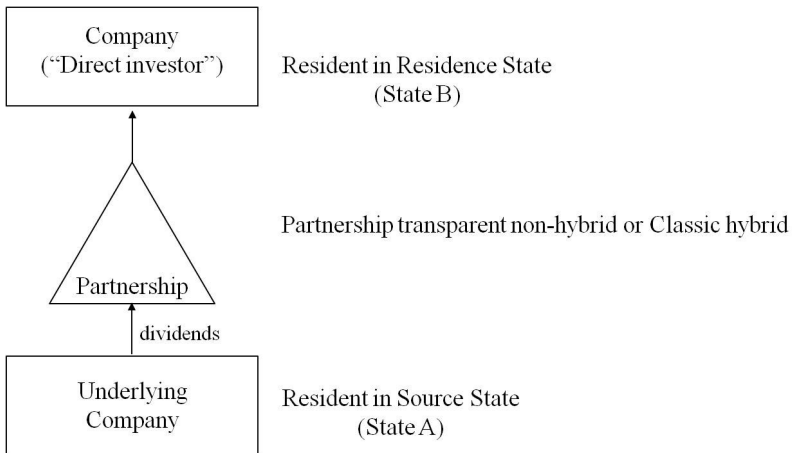 Company
(“Direct investor”)
Resident in Residence State
(State B)
Partnership transparent non-hybrid or Classic hybrid
Partnership
dividends
Underlying
Company
Resident in Source State
(State A)